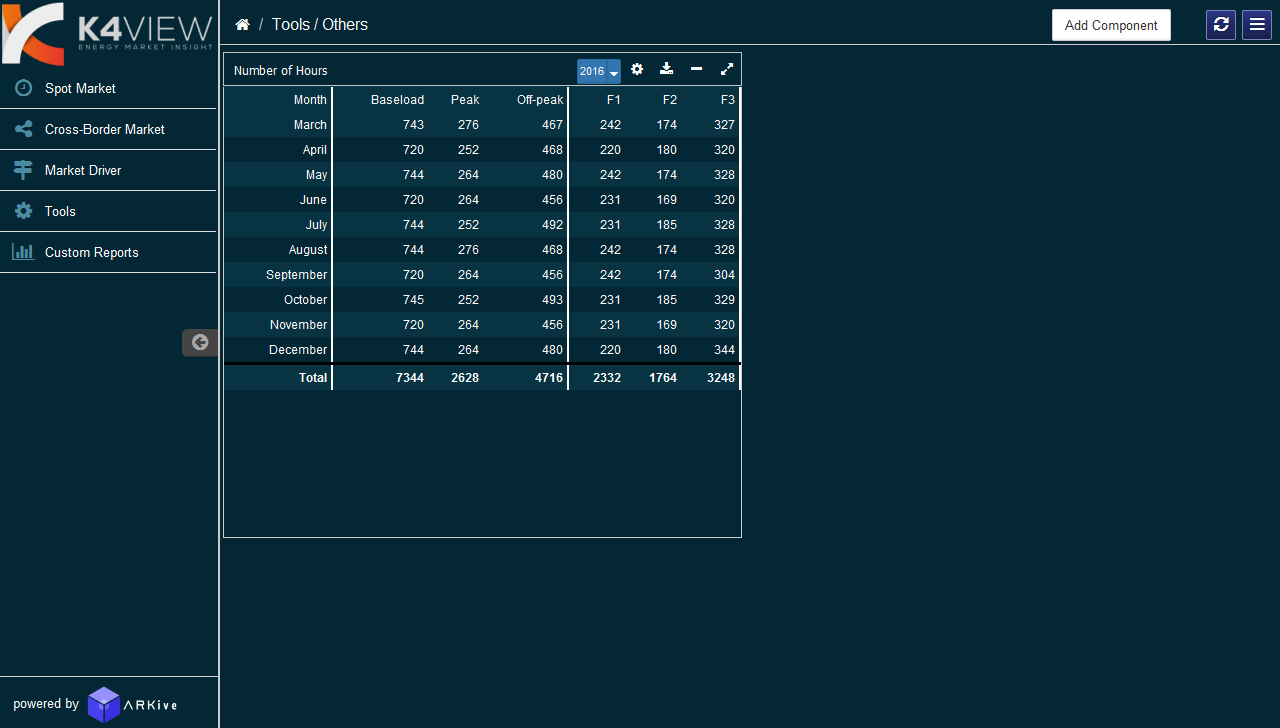 K4VIEW
ENERGY MARKET INSIGHT
/ Tools / Others
Add Component
Spot Market
Cross-Border Market
Market Driver
Tools
Custom Reports
Number of Hours 2016
Month Baseload Peak Off-peak F1 F2 F3
March 743 276 467 242 174 327
April 720 252 468 220 180 320
May 744 264 480 242 174 328
June 720 264 456 231 169 320
July 744 252 492 231 185 328
August 744 276 468 242 174 328
September 720 264 456 242 174 304
October 745 252 493 231 185 329
November 720 264 456 231 169 320
December 744 264 480 220 180 344
Total 7344 2628 4716 2332 1764 3248
powered by ARKive